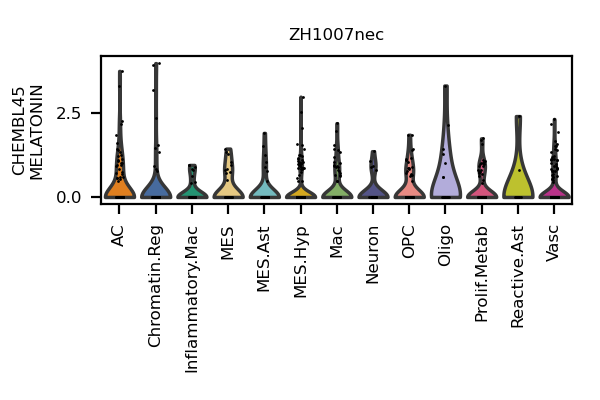 ZH1007nec
CHEMBL45
MELATONIN
2.5
0.0
AC
Chromatin.Reg
Inflammatory.Mac
MES
MES.Ast
MES.Hyp
Mac
Neuron
OPC
Oligo
Prolif.Metab
Reactive.Ast
Vasc